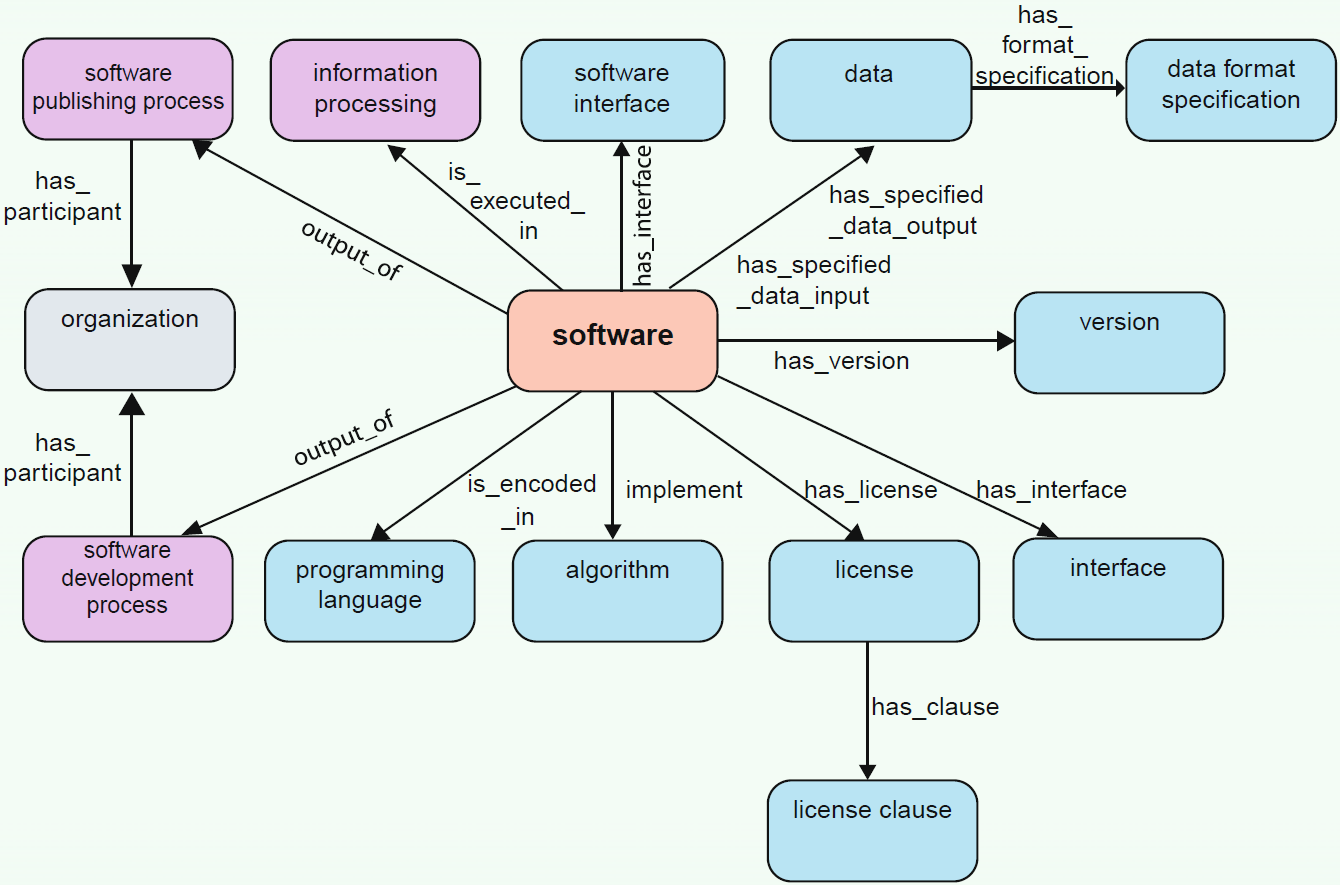 has_
format_
specification
software
publishing process
information
processing
software
interface
data
data format
specification
has_
participant
output_of
is_
executed_
in
has_interface
has_specified
_data_output
has_specified
_data_input
organization
software
version
has_version
has_
participant
output_of
is_encoded
_in
implement
has_license
has_interface
software
development
process
programming
language
algorithm
license
interface
has_clause
license clause